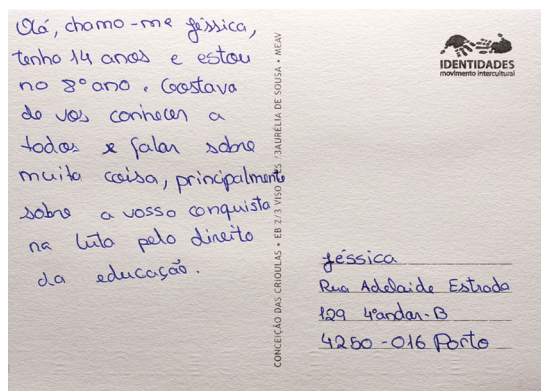 Olá, chamo-me Jéssica,
tenho 14 anos e estou
no 8º ano. Gostava
de vos conhecer a
todos e falar sobre
muita coisa, principalmente
sobre a vosso conquista
na luta pelo direito
da educação.
CONCEIÇÃO DAS CRIOULAS • EB 2/3 VISO AURÉLIA DE SOUSA • MEAV
IDENTIDADES
movimento intercultural
Jéssica
Rua Adelaide Estrada
129 4ºandar-B
4250-016 Porto